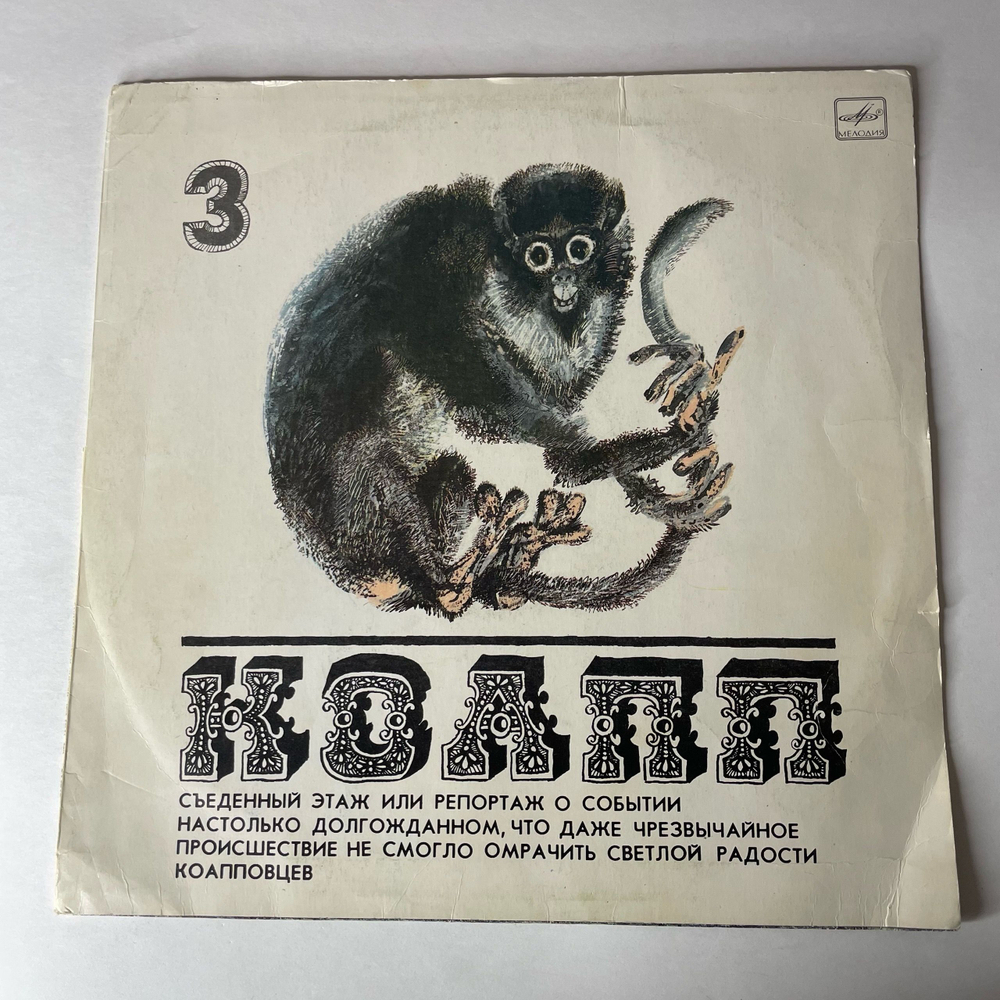 МЕЛОДИЯ
3
КОАПП
СЪЕДЕННЫЙ ЭТАЖ ИЛИ РЕПОРТАЖ О СОБЫТИИ
НАСТОЛЬКО ДОЛГОЖДАННОМ, ЧТО ДАЖЕ ЧРЕЗВЫЧАЙНОЕ
ПРОИСШЕСТВИЕ НЕ СМОГЛО ОМРАЧИТЬ СВЕТЛОЙ РАДОСТИ
КОАППОВЦЕВ